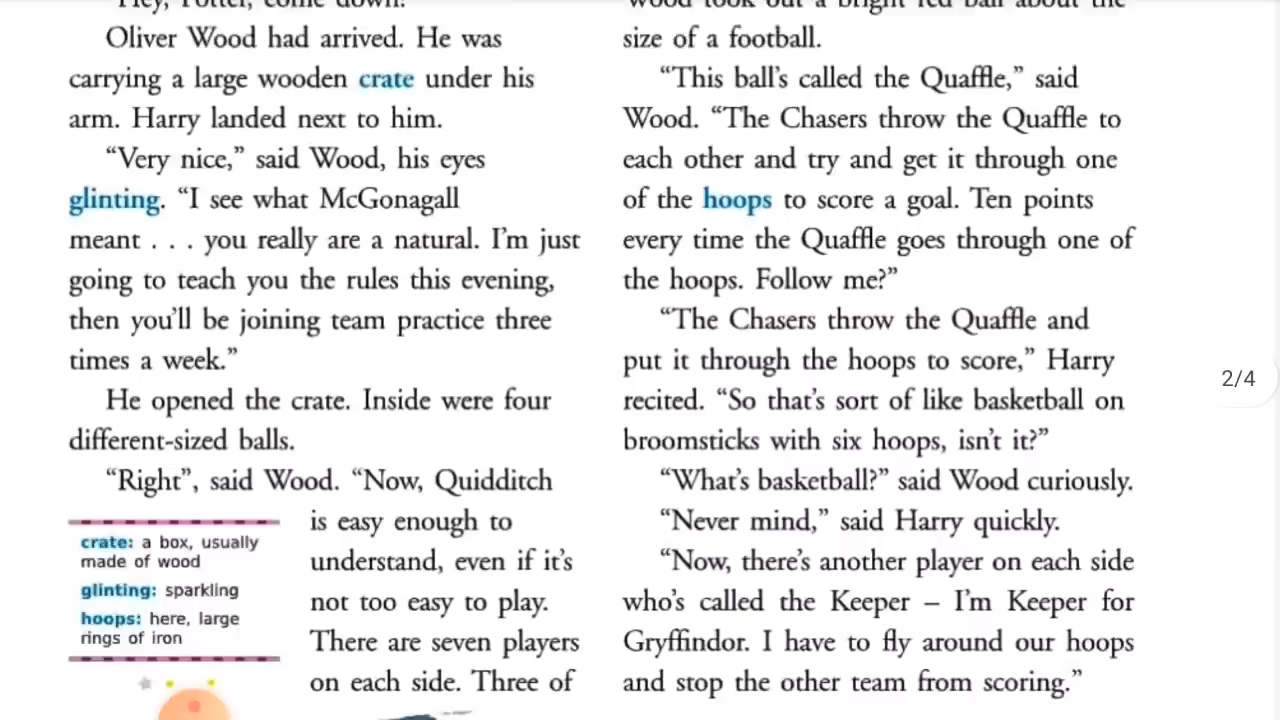 "Hey, Potter, come down!"
Oliver Wood had arrived. He was
carrying a large wooden crate under his
arm. Harry landed next to him.
"Very nice," said Wood, his eyes
glinting. "I see what McGonagall
meant . . . you really are a natural. I'm just
going to teach you the rules this evening,
then you'll be joining team practice three
times a week."
He opened the crate. Inside were four
different-sized balls.
"Right", said Wood. "Now, Quidditch
is easy enough to
understand, even if it's
not too easy to play.
There are seven players
on each side. Three of
crate: a box, usually
made of wood
glinting: sparkling
hoops: here, large
rings of iron
Wood took out a bright red ball about the
size of a football.
"This ball's called the Quaffle," said
Wood. "The Chasers throw the Quaffle to
each other and try and get it through one
of the hoops to score a goal. Ten points
every time the Quaffle goes through one of
the hoops. Follow me?"
"The Chasers throw the Quaffle and
put it through the hoops to score," Harry
recited. "So that's sort of like basketball on
broomsticks with six hoops, isn't it?"
"What's basketball?" said Wood curiously.
"Never mind," said Harry quickly.
"Now, there's another player on each side
who's called the Keeper – I'm Keeper for
Gryffindor. I have to fly around our hoops
and stop the other team from scoring."
2/4